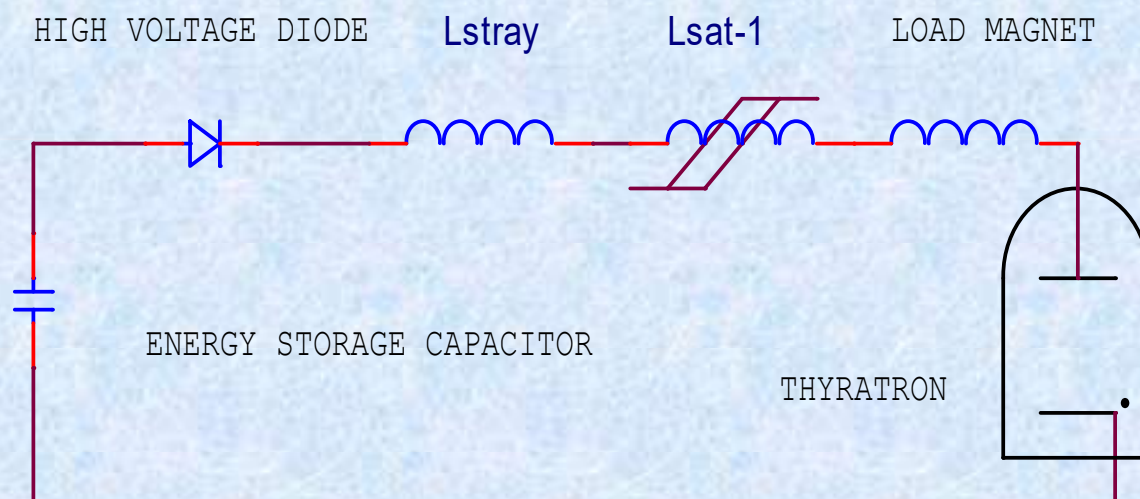 HIGH VOLTAGE DIODE
Lstray
Lsat-1
LOAD MAGNET
ENERGY STORAGE CAPACITOR
THYRATRON